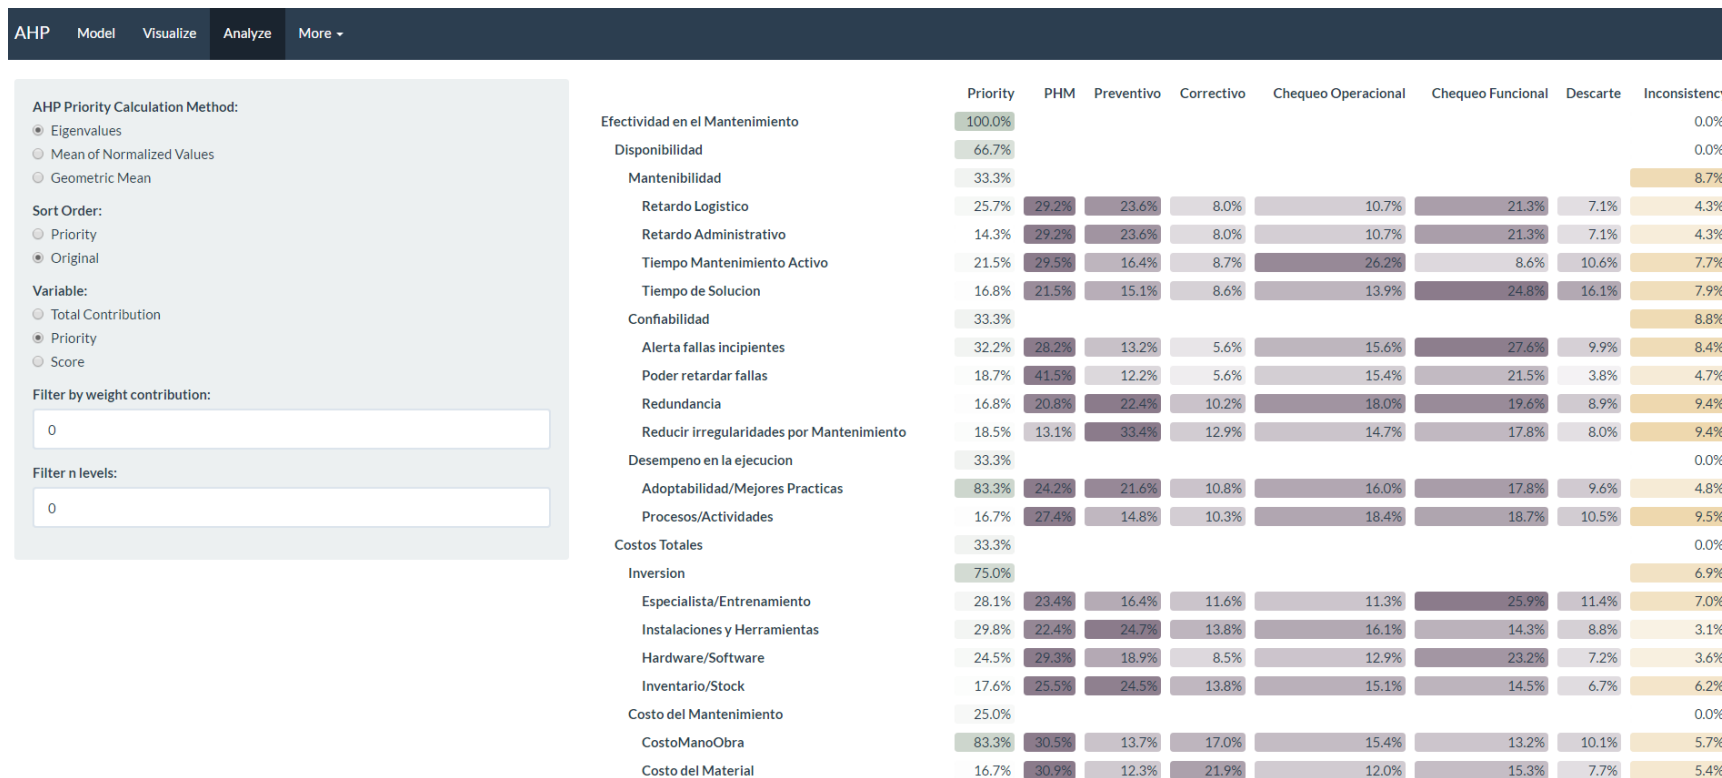 AHP Model Visualize Analyze More
AHP Priority Calculation Method:
Eigenvalues
Mean of Normalized Values
Geometric Mean
Sort Order:
Priority
Original
Variable:
Total Contribution
Priority
Score
Filter by weight contribution:
0
Filter n levels:
0
Priority PHM Preventivo Correctivo Chequeo Operacional Chequeo Funcional Descarte Inconsistency
Efectividad en el Mantenimiento 100.0% 0.0%
Disponibilidad 66.7% 0.0%
Mantenibilidad 33.3% 8.7%
Retardo Logistico 25.7% 29.2% 23.6% 8.0% 10.7% 21.3% 7.1% 4.3%
Retardo Administrativo 14.3% 29.2% 23.6% 8.0% 10.7% 21.3% 7.1% 4.3%
Tiempo Mantenimiento Activo 21.5% 29.5% 16.4% 8.7% 26.2% 8.6% 10.6% 7.7%
Tiempo de Solucion 16.8% 21.5% 15.1% 8.6% 13.9% 24.8% 16.1% 7.9%
Confiabilidad 33.3% 8.8%
Alerta fallas incipientes 32.2% 28.2% 13.2% 5.6% 15.6% 27.6% 9.9% 8.4%
Poder retardar fallas 18.7% 41.5% 12.2% 5.6% 15.4% 21.5% 3.8% 4.7%
Redundancia 16.8% 20.8% 22.4% 10.2% 18.0% 19.6% 8.9% 9.4%
Reducir irregularidades por Mantenimiento 18.5% 13.1% 33.4% 12.9% 14.7% 17.8% 8.0% 9.4%
Desempeno en la ejecucion 33.3% 0.0%
Adoptabilidad/Mejores Practicas 83.3% 24.2% 21.6% 10.8% 16.0% 17.8% 9.6% 4.8%
Procesos/Actividades 16.7% 27.4% 14.8% 10.3% 18.4% 18.7% 10.5% 9.5%
Costos Totales 33.3% 0.0%
Inversion 75.0% 6.9%
Especialista/Entrenamiento 28.1% 23.4% 16.4% 11.6% 11.3% 25.9% 11.4% 7.0%
Instalaciones y Herramientas 29.8% 22.4% 24.7% 13.8% 16.1% 14.3% 8.8% 3.1%
Hardware/Software 24.5% 29.3% 18.9% 8.5% 12.9% 23.2% 7.2% 3.6%
Inventario/Stock 17.6% 25.5% 24.5% 13.8% 15.1% 14.5% 6.7% 6.2%
Costo del Mantenimiento 25.0% 0.0%
CostoManoObra 83.3% 30.5% 13.7% 17.0% 15.4% 13.2% 10.1% 5.7%
Costo del Material 16.7% 30.9% 12.3% 21.9% 12.0% 15.3% 7.7% 5.4%